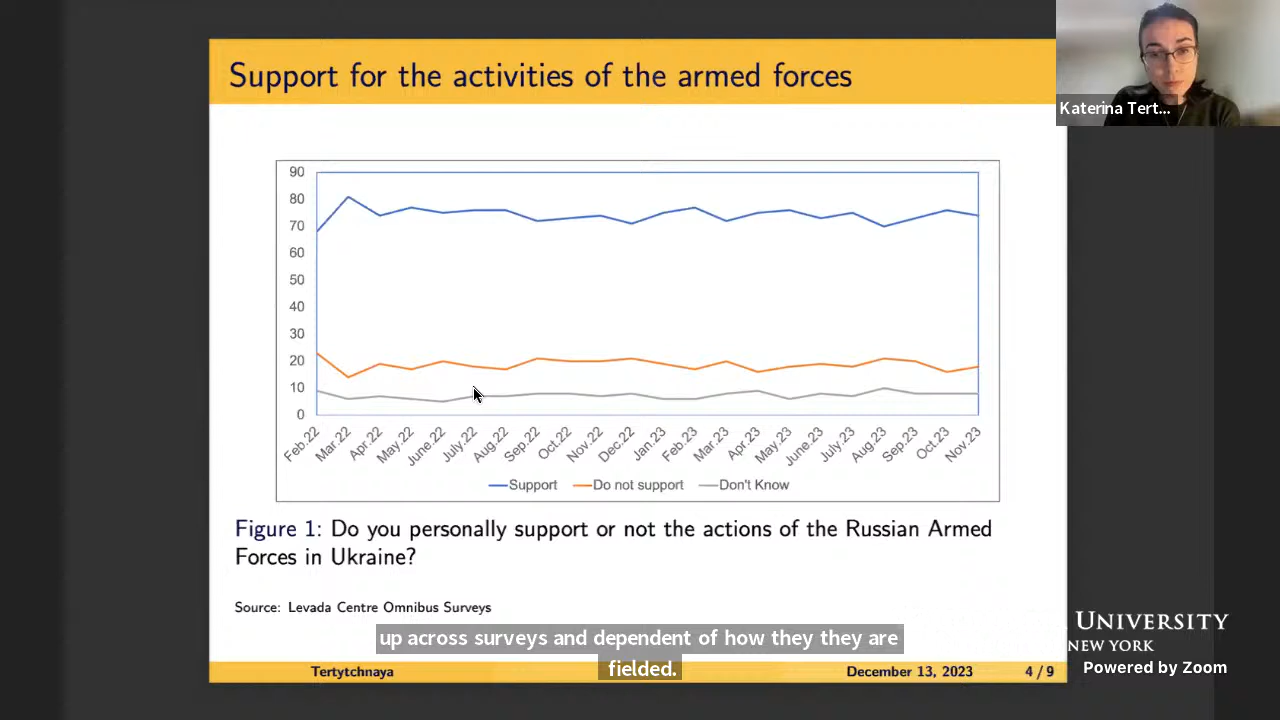 Support for the activities of the armed forces
Katerina Tert...
90
80
70
60
50
40
30
20
10
0
Feb.22 Mar.22 Apr.22 May.22 June.22 July.22 Aug.22 Sep.22 Oct.22 Nov.22 Dec.22 Jan.23 Feb.23 Mar.23 Apr.23 May.23 June.23 July.23 Aug.23 Sep.23 Oct.23 Nov.23
Support Do not support Don't Know
Figure 1: Do you personally support or not the actions of the Russian Armed
Forces in Ukraine?
Source: Levada Centre Omnibus Surveys
up across surveys and dependent of how they they are
fielded.
UNIVERSITY
NEW YORK
Powered by Zoom
Tertytchnaya December 13, 2023 4 / 9